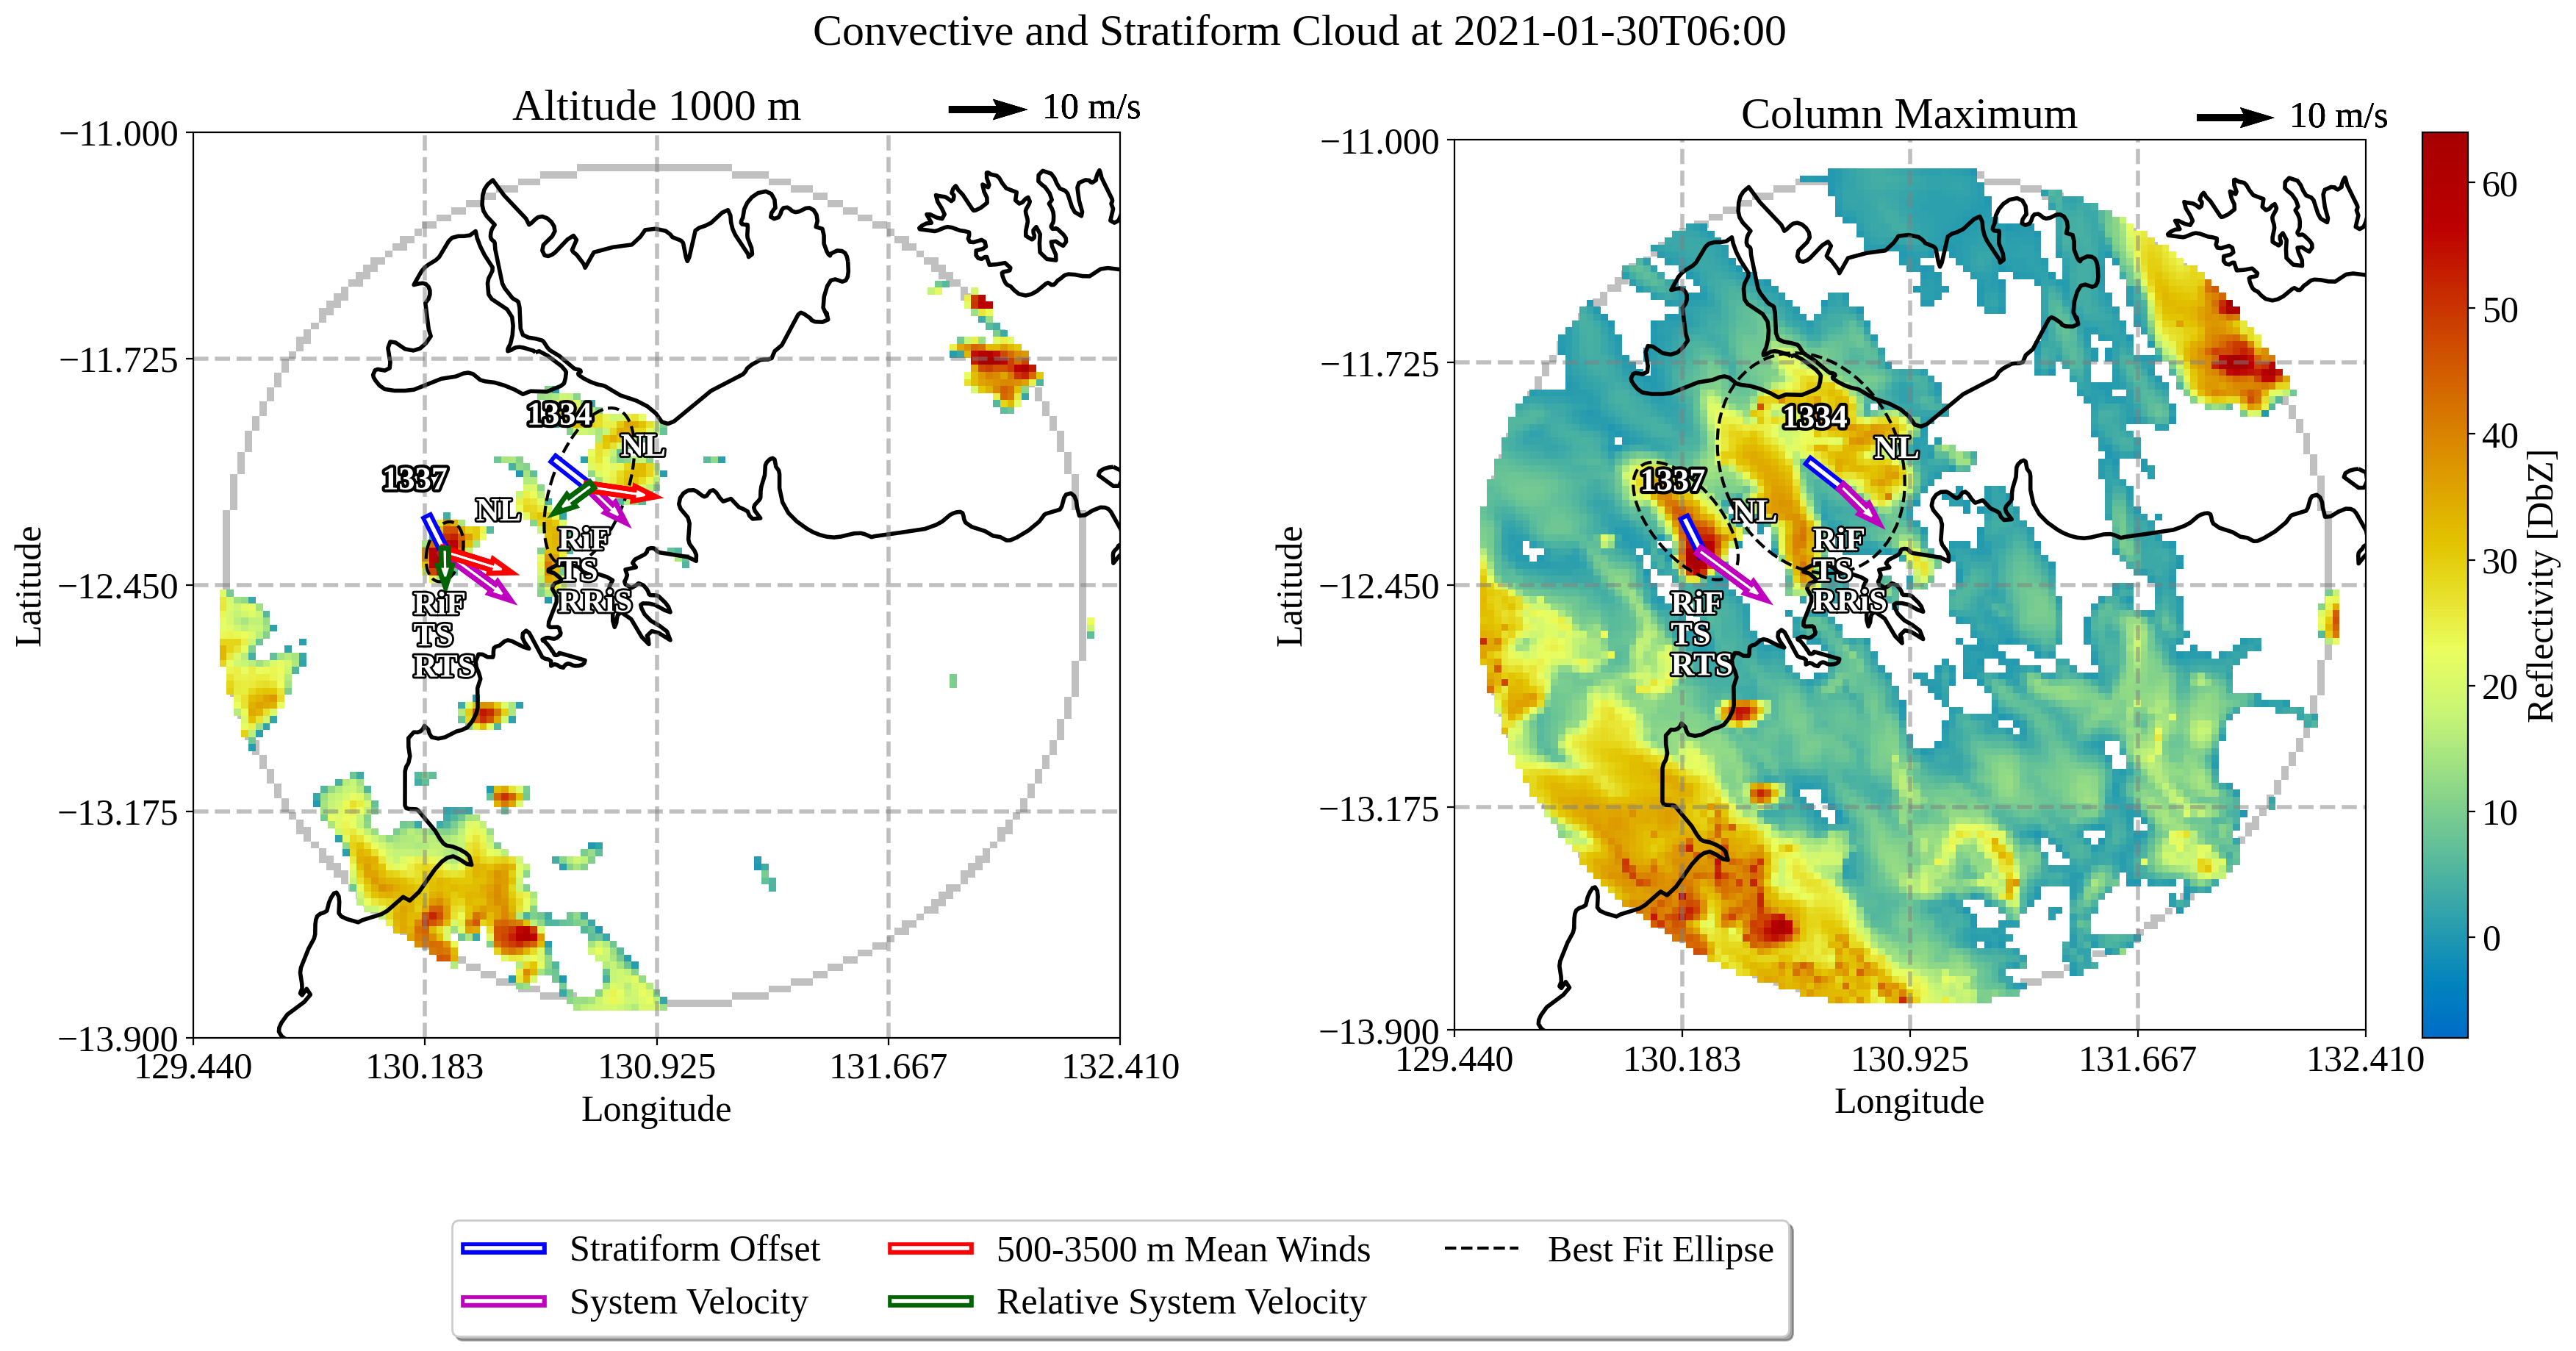 Convective and Stratiform Cloud at 2021-01-30T06:00
Altitude 1000 m
10 m/s
−11.000
−11.725
−12.450
−13.175
−13.900
Latitude
129.440
130.183
130.925
131.667
132.410
Longitude
1334
NL
1337
NL
RiF
TS
RRiS
RiF
TS
RTS
Column Maximum
10 m/s
−11.000
−11.725
−12.450
−13.175
−13.900
Latitude
129.440
130.183
130.925
131.667
132.410
Longitude
1334
NL
1337
NL
RiF
TS
RRiS
RiF
TS
RTS
60
50
40
30
20
10
0
Reflectivity [DbZ]
Stratiform Offset
System Velocity
500-3500 m Mean Winds
Relative System Velocity
Best Fit Ellipse